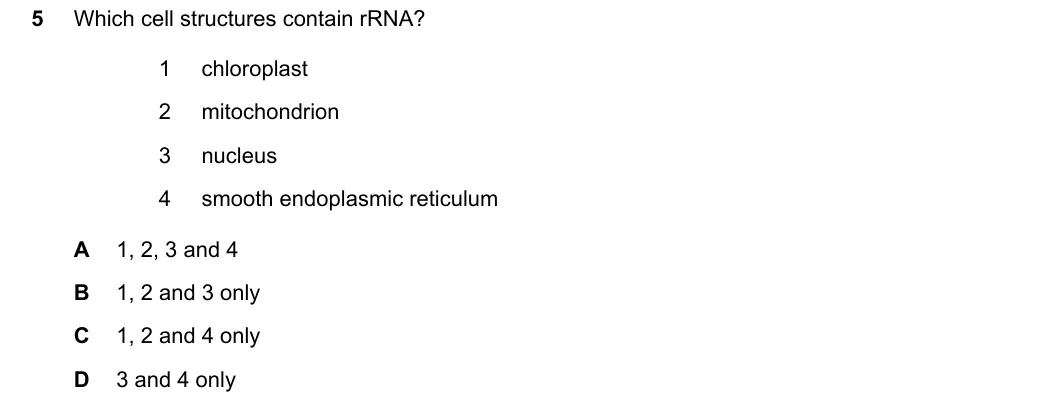 5 Which cell structures contain rRNA?
1 chloroplast
2 mitochondrion
3 nucleus
4 smooth endoplasmic reticulum
A 1, 2, 3 and 4
B 1, 2 and 3 only
C 1, 2 and 4 only
D 3 and 4 only